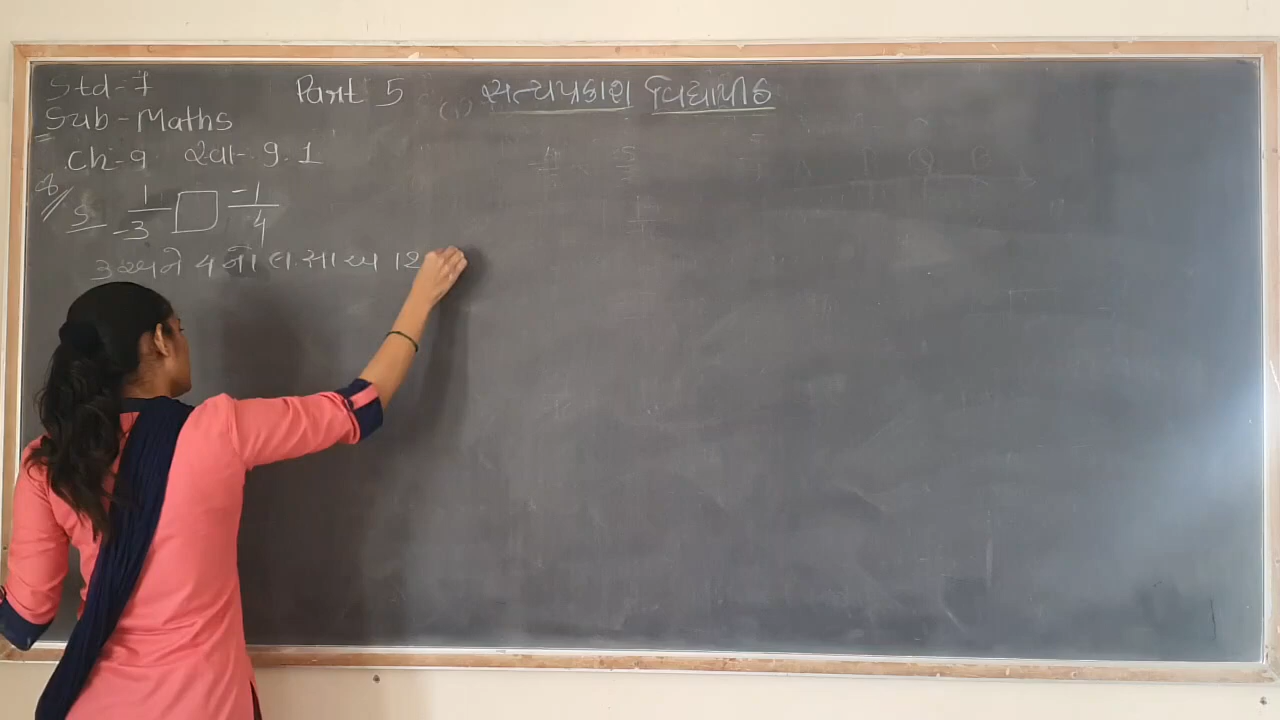 Std-7 Part 5 સત્યપ્રકાશ વિદ્યાપીઠ
Sub-Maths
Ch-9 સ્વા- 9.1
8 5 1/-3 □ -1/4
3 અને 4 નો લ.સા.અ 12